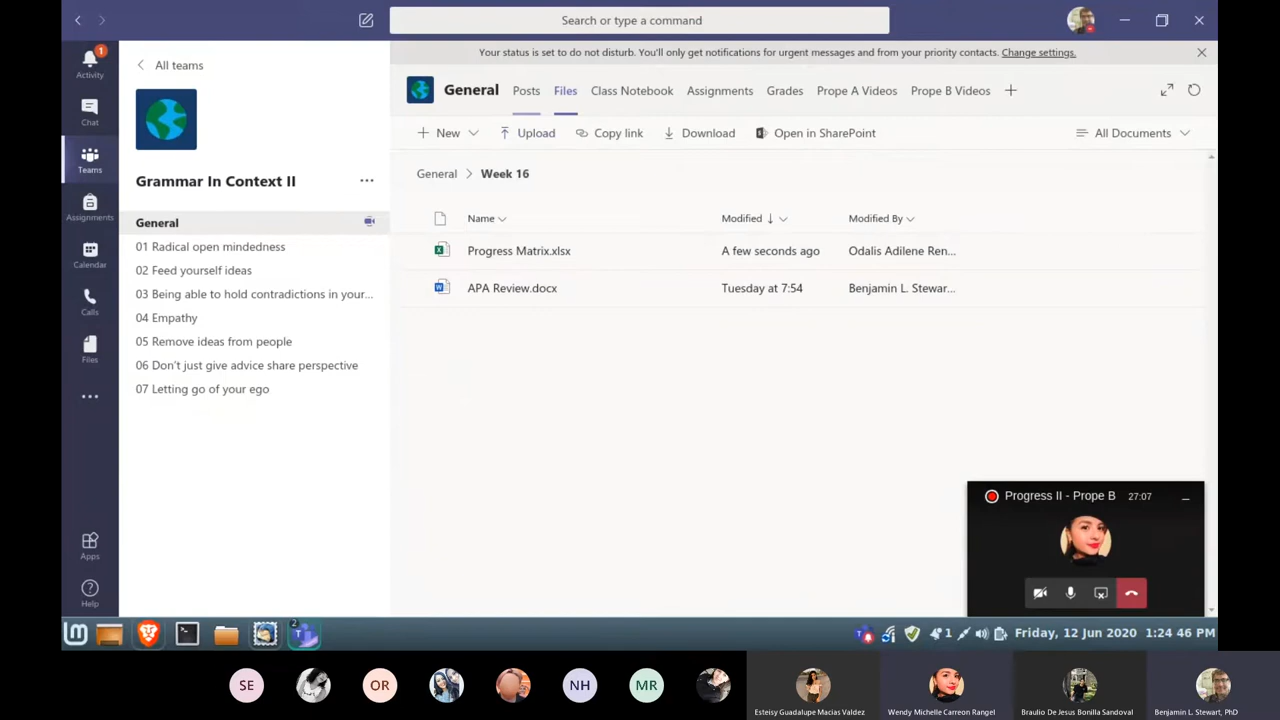 Search or type a command
Your status is set to do not disturb. You'll only get notifications for urgent messages and from your priority contacts. Change settings.
1
Activity
Chat
Teams
Assignments
Calendar
Calls
Files
Apps
Help
All teams
Grammar In Context II
General
01 Radical open mindedness
02 Feed yourself ideas
03 Being able to hold contradictions in your...
04 Empathy
05 Remove ideas from people
06 Don't just give advice share perspective
07 Letting go of your ego
General Posts Files Class Notebook Assignments Grades Prope A Videos Prope B Videos
New Upload Copy link Download Open in SharePoint All Documents
General > Week 16
Name Modified Modified By
Progress Matrix.xlsx A few seconds ago Odalis Adilene Ren...
APA Review.docx Tuesday at 7:54 Benjamin L. Stewar...
Progress II - Prope B 27:07
2
1 Friday, 12 Jun 2020 1:24:46 PM
SE OR NH MR
Esteisy Guadalupe Macias Valdez Wendy Michelle Carreon Rangel Braulio De Jesus Bonilla Sandoval Benjamin L. Stewart, PhD